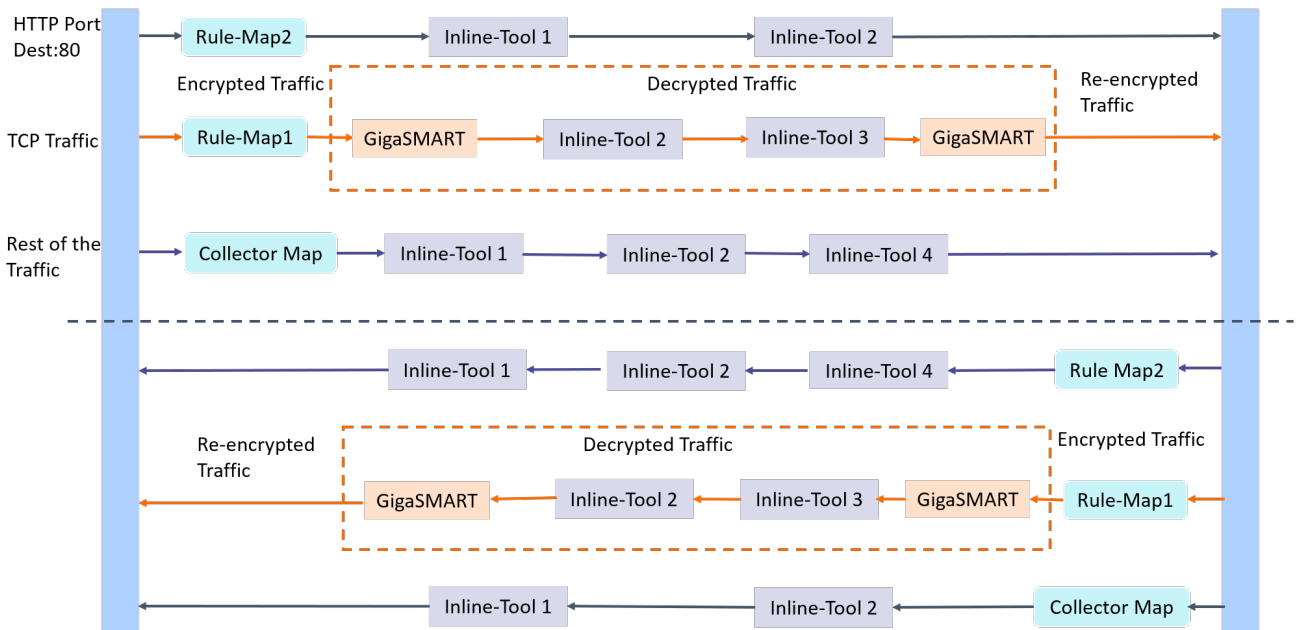 HTTP Port
Dest:80
Rule-Map2
Inline-Tool 1
Inline-Tool 2
Encrypted Traffic
Decrypted Traffic
Re-encrypted
Traffic
TCP Traffic
Rule-Map1
GigaSMART
Inline-Tool 2
Inline-Tool 3
GigaSMART
Rest of the
Traffic
Collector Map
Inline-Tool 1
Inline-Tool 2
Inline-Tool 4
Inline-Tool 1
Inline-Tool 2
Inline-Tool 4
Rule Map2
Re-encrypted
Traffic
Decrypted Traffic
Encrypted Traffic
GigaSMART
Inline-Tool 2
Inline-Tool 3
GigaSMART
Rule-Map1
Inline-Tool 1
Inline-Tool 2
Collector Map